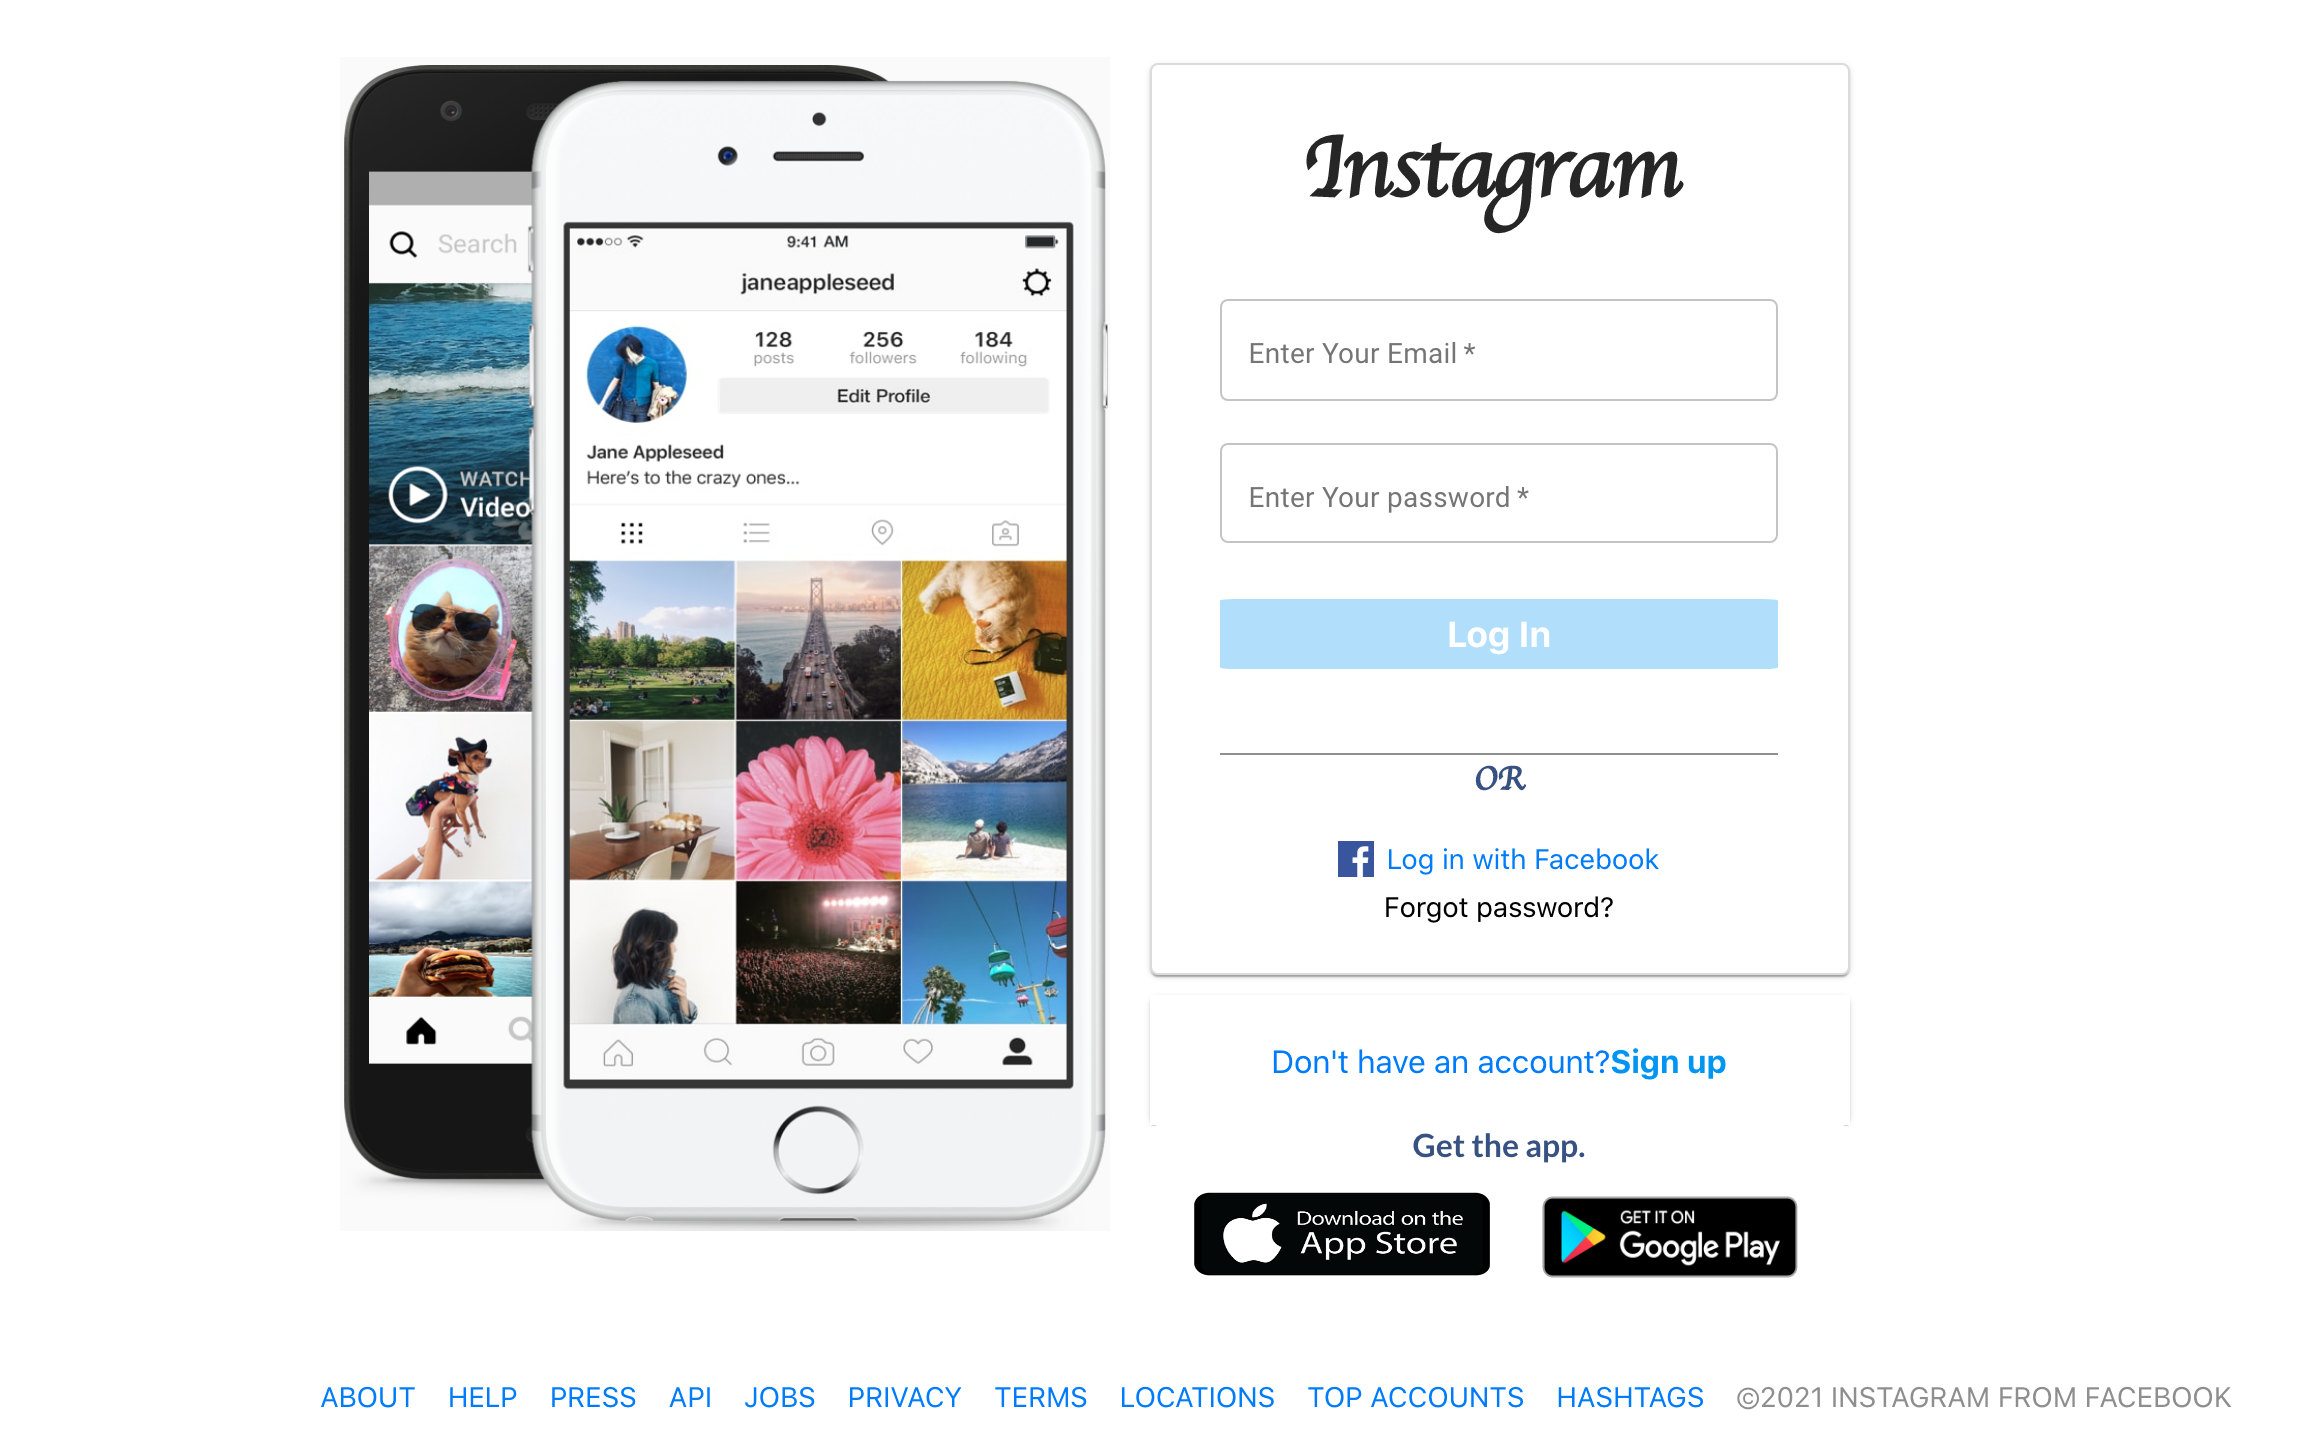 Search
WATCH
Video
9:41 AM
janeappleseed
128 256 184
posts followers following
Edit Profile
Jane Appleseed
Here's to the crazy ones...
Instagram
Enter Your Email *
Enter Your password *
Log In
OR
Log in with Facebook
Forgot password?
Don't have an account?Sign up
Get the app.
Download on the
App Store
GET IT ON
Google Play
ABOUT HELP PRESS API JOBS PRIVACY TERMS LOCATIONS TOP ACCOUNTS HASHTAGS ©2021 INSTAGRAM FROM FACEBOOK